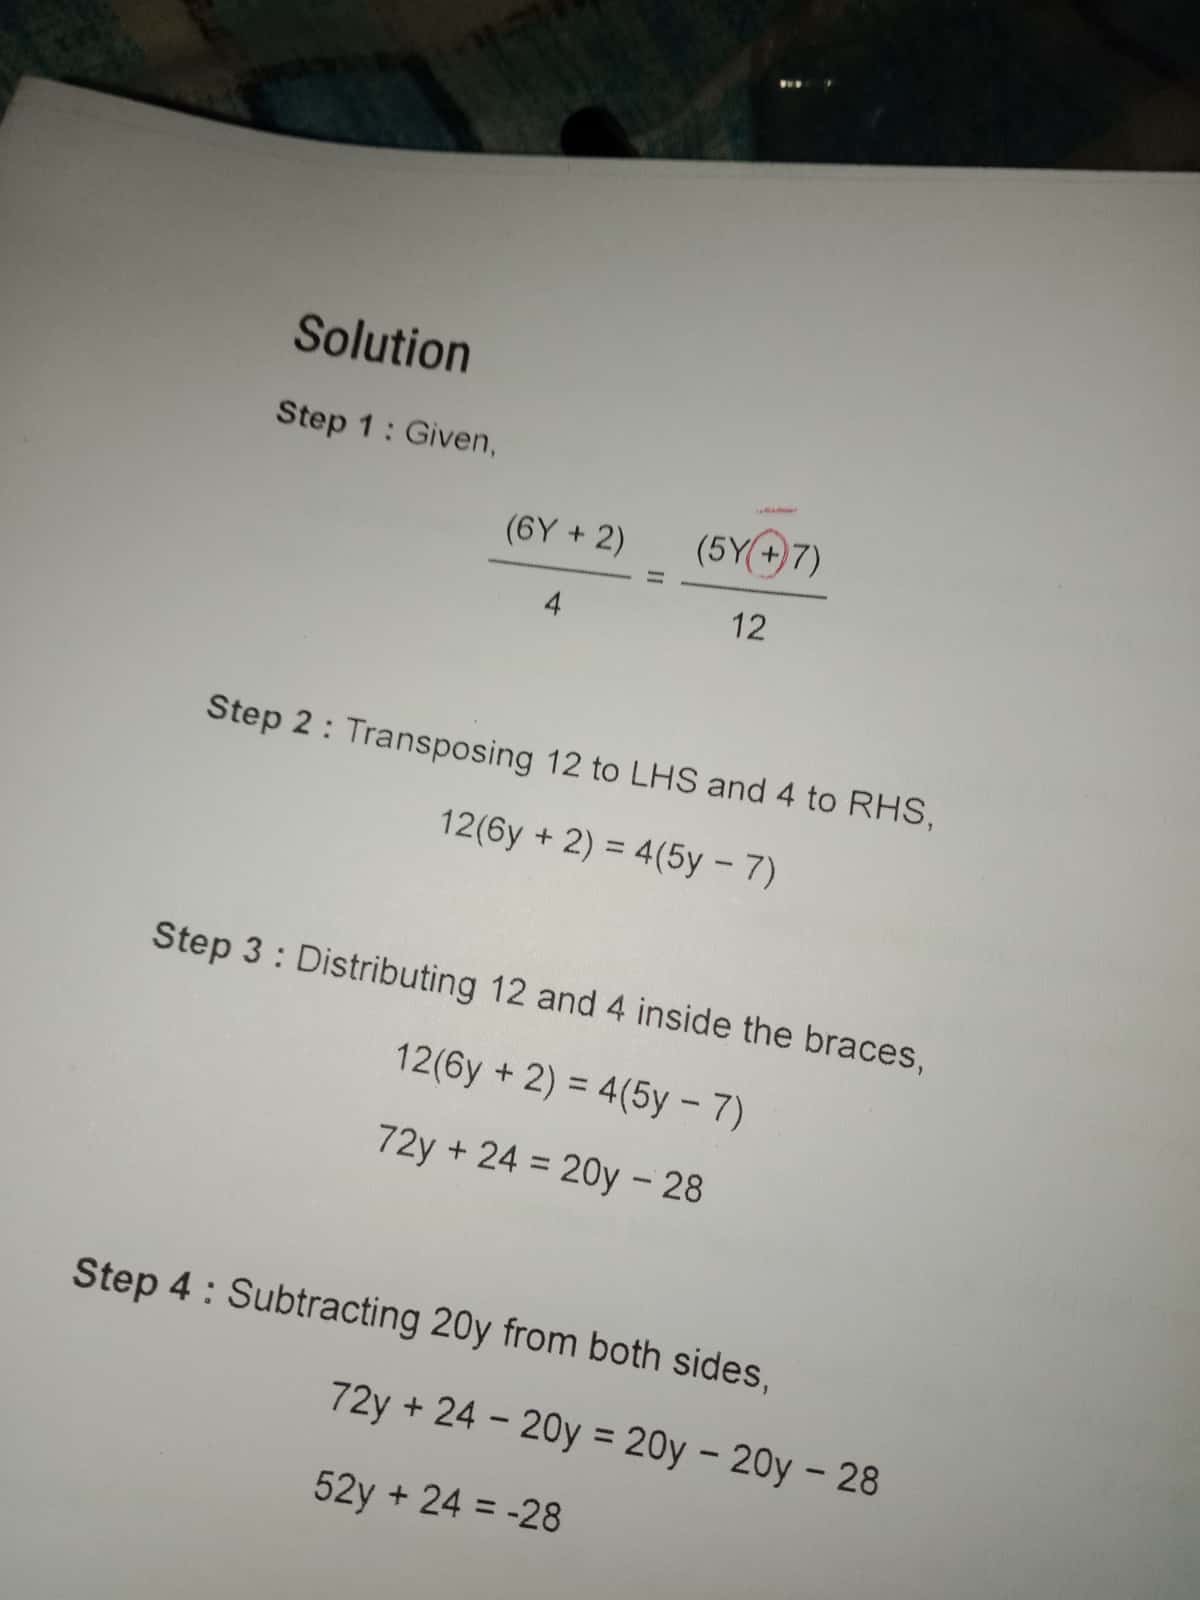 Solution
Step 1 : Given,
(6Y + 2) / 4 = (5Y + 7) / 12
Step 2 : Transposing 12 to LHS and 4 to RHS,
12(6y + 2) = 4(5y – 7)
Step 3 : Distributing 12 and 4 inside the braces,
12(6y + 2) = 4(5y – 7)
72y + 24 = 20y – 28
Step 4 : Subtracting 20y from both sides,
72y + 24 – 20y = 20y – 20y – 28
52y + 24 = -28